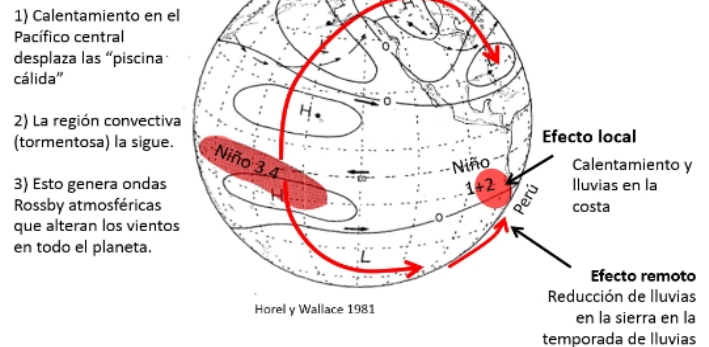 1) Calentamiento en el
Pacífico central
desplaza las “piscina
cálida”
2) La región convectiva
(tormentosa) la sigue.
3) Esto genera ondas
Rossby atmosféricas
que alteran los vientos
en todo el planeta.
H
H
L
O
H
O
Niño 3.4
H
O
L
Niño
1+2
Perú
Efecto local
Calentamiento y
lluvias en la
costa
Efecto remoto
Reducción de lluvias
en la sierra en la
temporada de lluvias
Horel y Wallace 1981